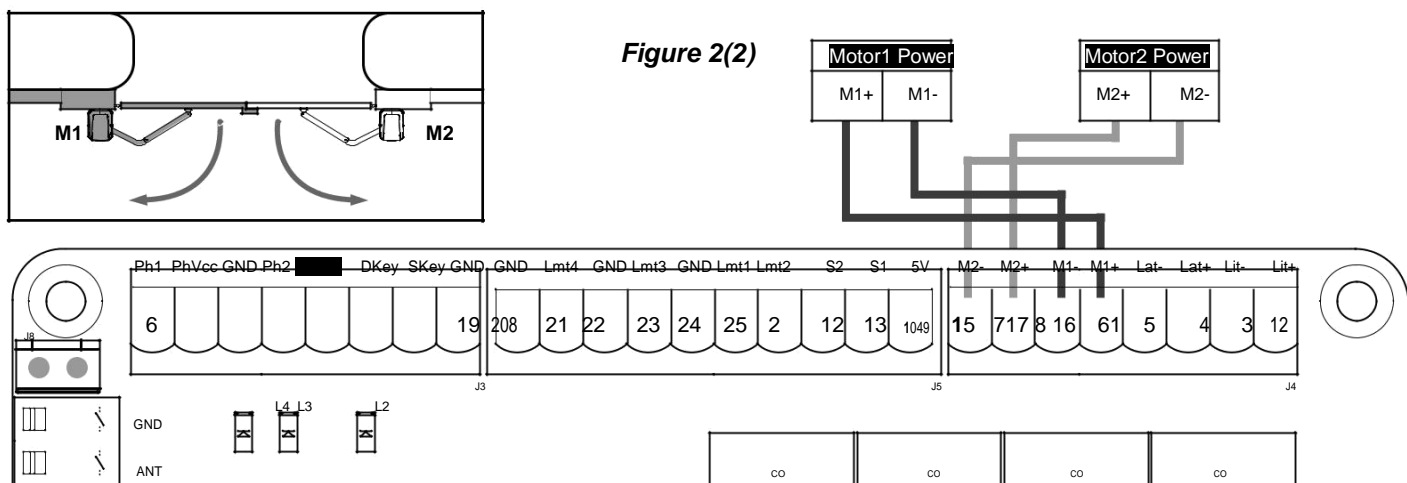 Figure 2(2)
Motor1 Power
Motor2 Power
M1+ M1-
M2+ M2-
M1
M2
Ph1 PhVcc GND Ph2 DKey SKey GND GND Lmt4 GND Lmt3 GND Lmt1 Lmt2 S2 S1 5V M2- M2+ M1- M1+ Lat- Lat+ Lit- Lit+
6 19 208 21 22 23 24 25 2 12 13 1049 15 717 8 16 61 5 4 3 12
J8
J3
J5
J4
L4 L3
L2
GND
ANT
co
co
co
co